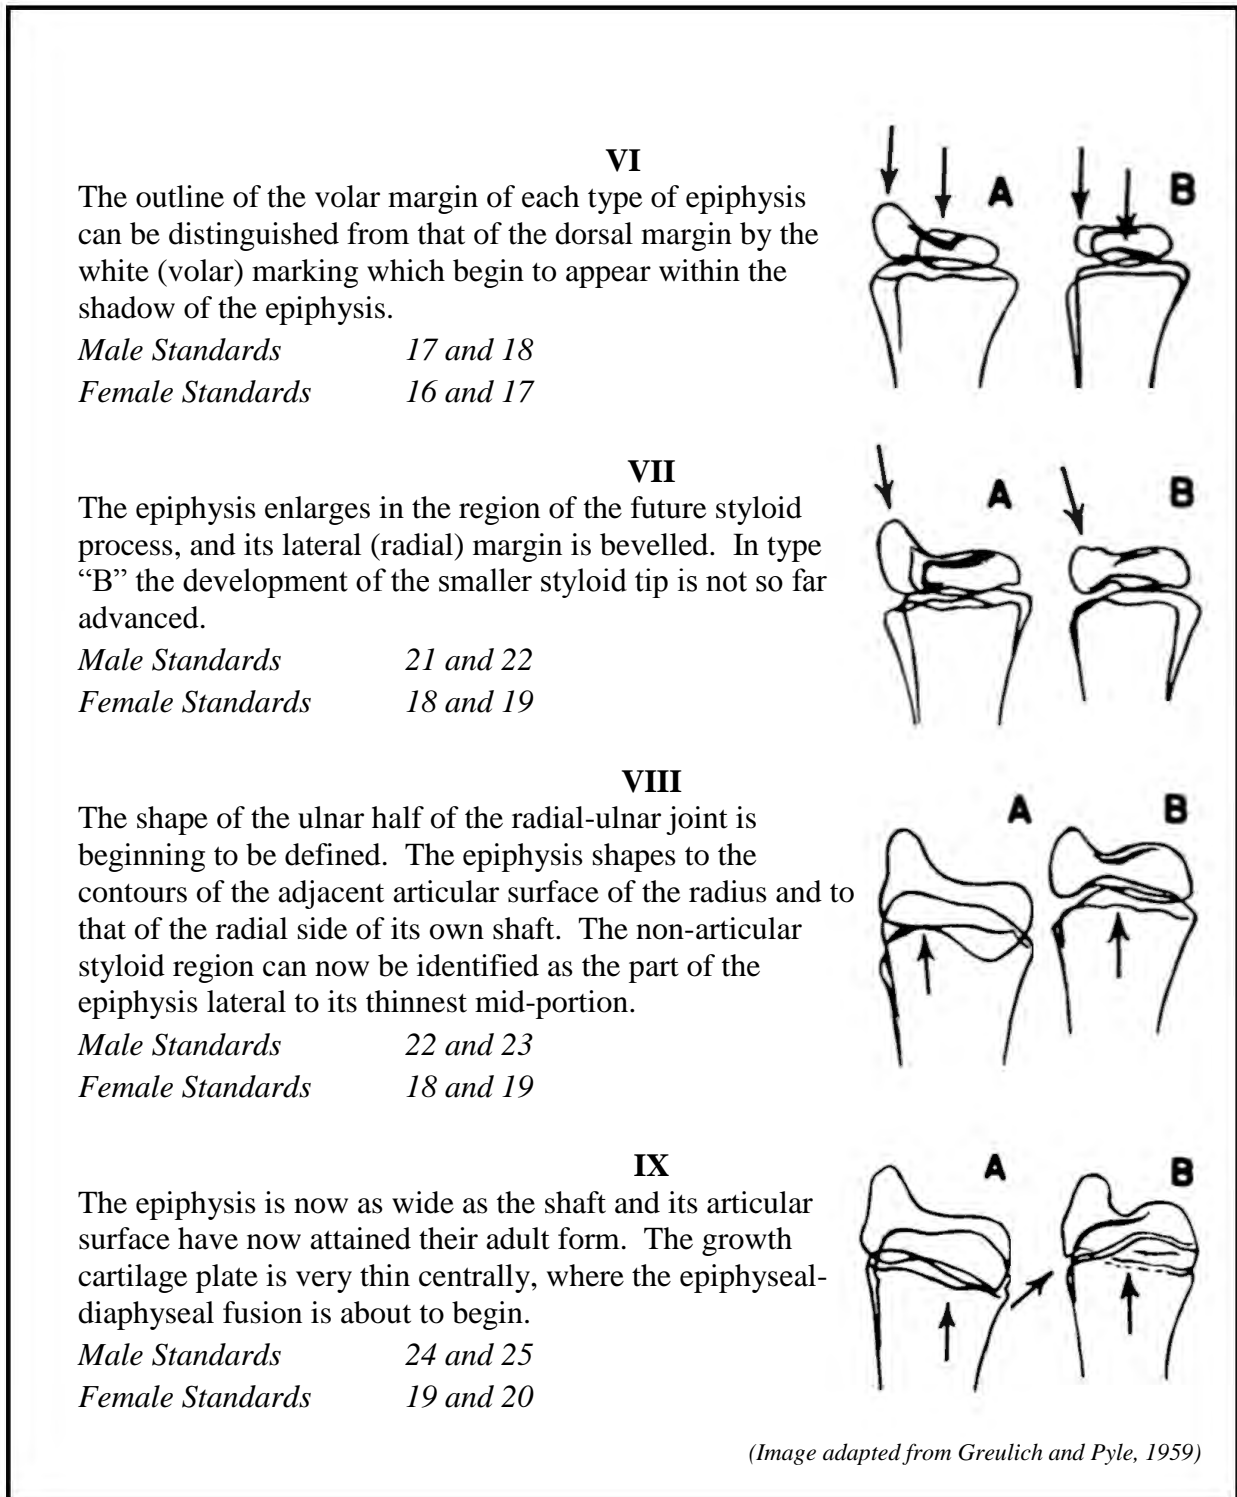 VI
A
B
The outline of the volar margin of each type of epiphysis
can be distinguished from that of the dorsal margin by the
white (volar) marking which begin to appear within the
shadow of the epiphysis.
Male Standards 17 and 18
Female Standards 16 and 17
VII
A
B
The epiphysis enlarges in the region of the future styloid
process, and its lateral (radial) margin is bevelled. In type
“B” the development of the smaller styloid tip is not so far
advanced.
Male Standards 21 and 22
Female Standards 18 and 19
VIII
A
B
The shape of the ulnar half of the radial-ulnar joint is
beginning to be defined. The epiphysis shapes to the
contours of the adjacent articular surface of the radius and to
that of the radial side of its own shaft. The non-articular
styloid region can now be identified as the part of the
epiphysis lateral to its thinnest mid-portion.
Male Standards 22 and 23
Female Standards 18 and 19
IX
A
B
The epiphysis is now as wide as the shaft and its articular
surface have now attained their adult form. The growth
cartilage plate is very thin centrally, where the epiphyseal-
diaphyseal fusion is about to begin.
Male Standards 24 and 25
Female Standards 19 and 20
(Image adapted from Greulich and Pyle, 1959)